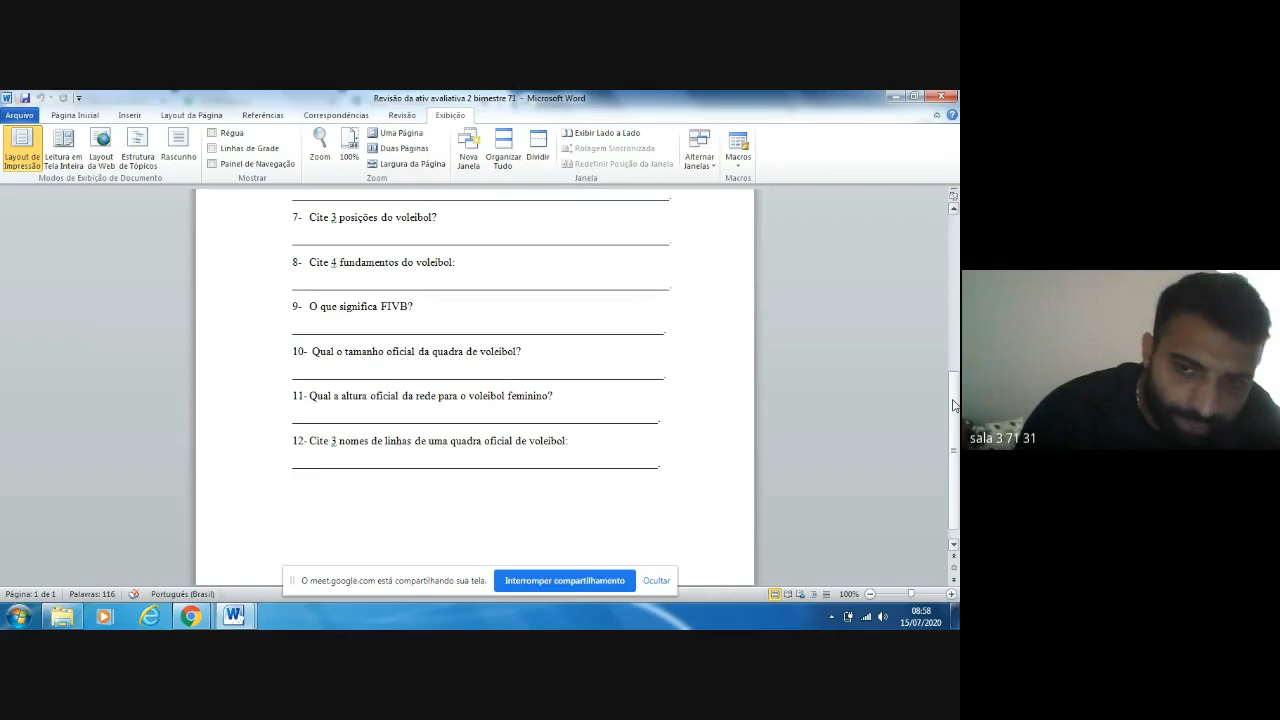 Revisão da ativ avaliativa 2 bimestre 71 - Microsoft Word
Arquivo Página Inicial Inserir Layout da Página Referências Correspondências Revisão Exibição
Layout de Impressão
Leitura em Tela Inteira
Layout da Web
Estrutura de Tópicos
Rascunho
Modos de Exibição de Documento
Régua
Linhas de Grade
Painel de Navegação
Mostrar
Zoom
100%
Uma Página
Duas Páginas
Largura da Página
Zoom
Nova Janela
Organizar Tudo
Dividir
Exibir Lado a Lado
Rolagem Sincronizada
Redefinir Posição da Janela
Janela
Alternar Janelas
Macros
Macros
7- Cite 3 posições do voleibol?
8- Cite 4 fundamentos do voleibol:
9- O que significa FIVB?
10- Qual o tamanho oficial da quadra de voleibol?
11- Qual a altura oficial da rede para o voleibol feminino?
12- Cite 3 nomes de linhas de uma quadra oficial de voleibol:
sala 3 71 31
O meet.google.com está compartilhando sua tela. Interromper compartilhamento Ocultar
Página: 1 de 1 Palavras: 116 Português (Brasil) 100%
08:58
15/07/2020